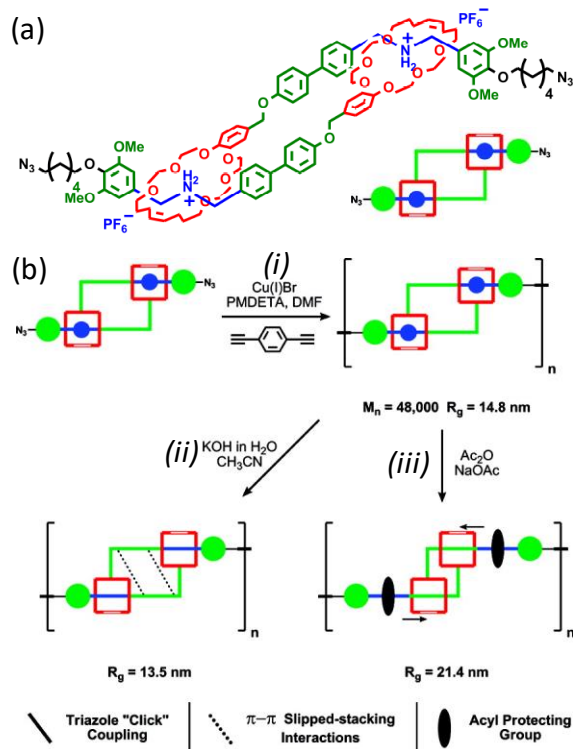 (a)
PF6⁻
H2
N
+
OMe
O
N3
4
OMe
O
O
O
O
O
O
O
O
O
OMe
N3
4
O
MeO
H2
N
+
PF6⁻
N3
N3
(b)
(i)
Cu(I)Br
PMDETA, DMF
N3
N3
n
Mn = 48,000 Rg = 14.8 nm
(ii)
KOH in H2O
CH3CN
(iii)
Ac2O
NaOAc
n
n
Rg = 13.5 nm
Rg = 21.4 nm
Triazole "Click"
Coupling
π–π Slipped-stacking
Interactions
Acyl Protecting
Group